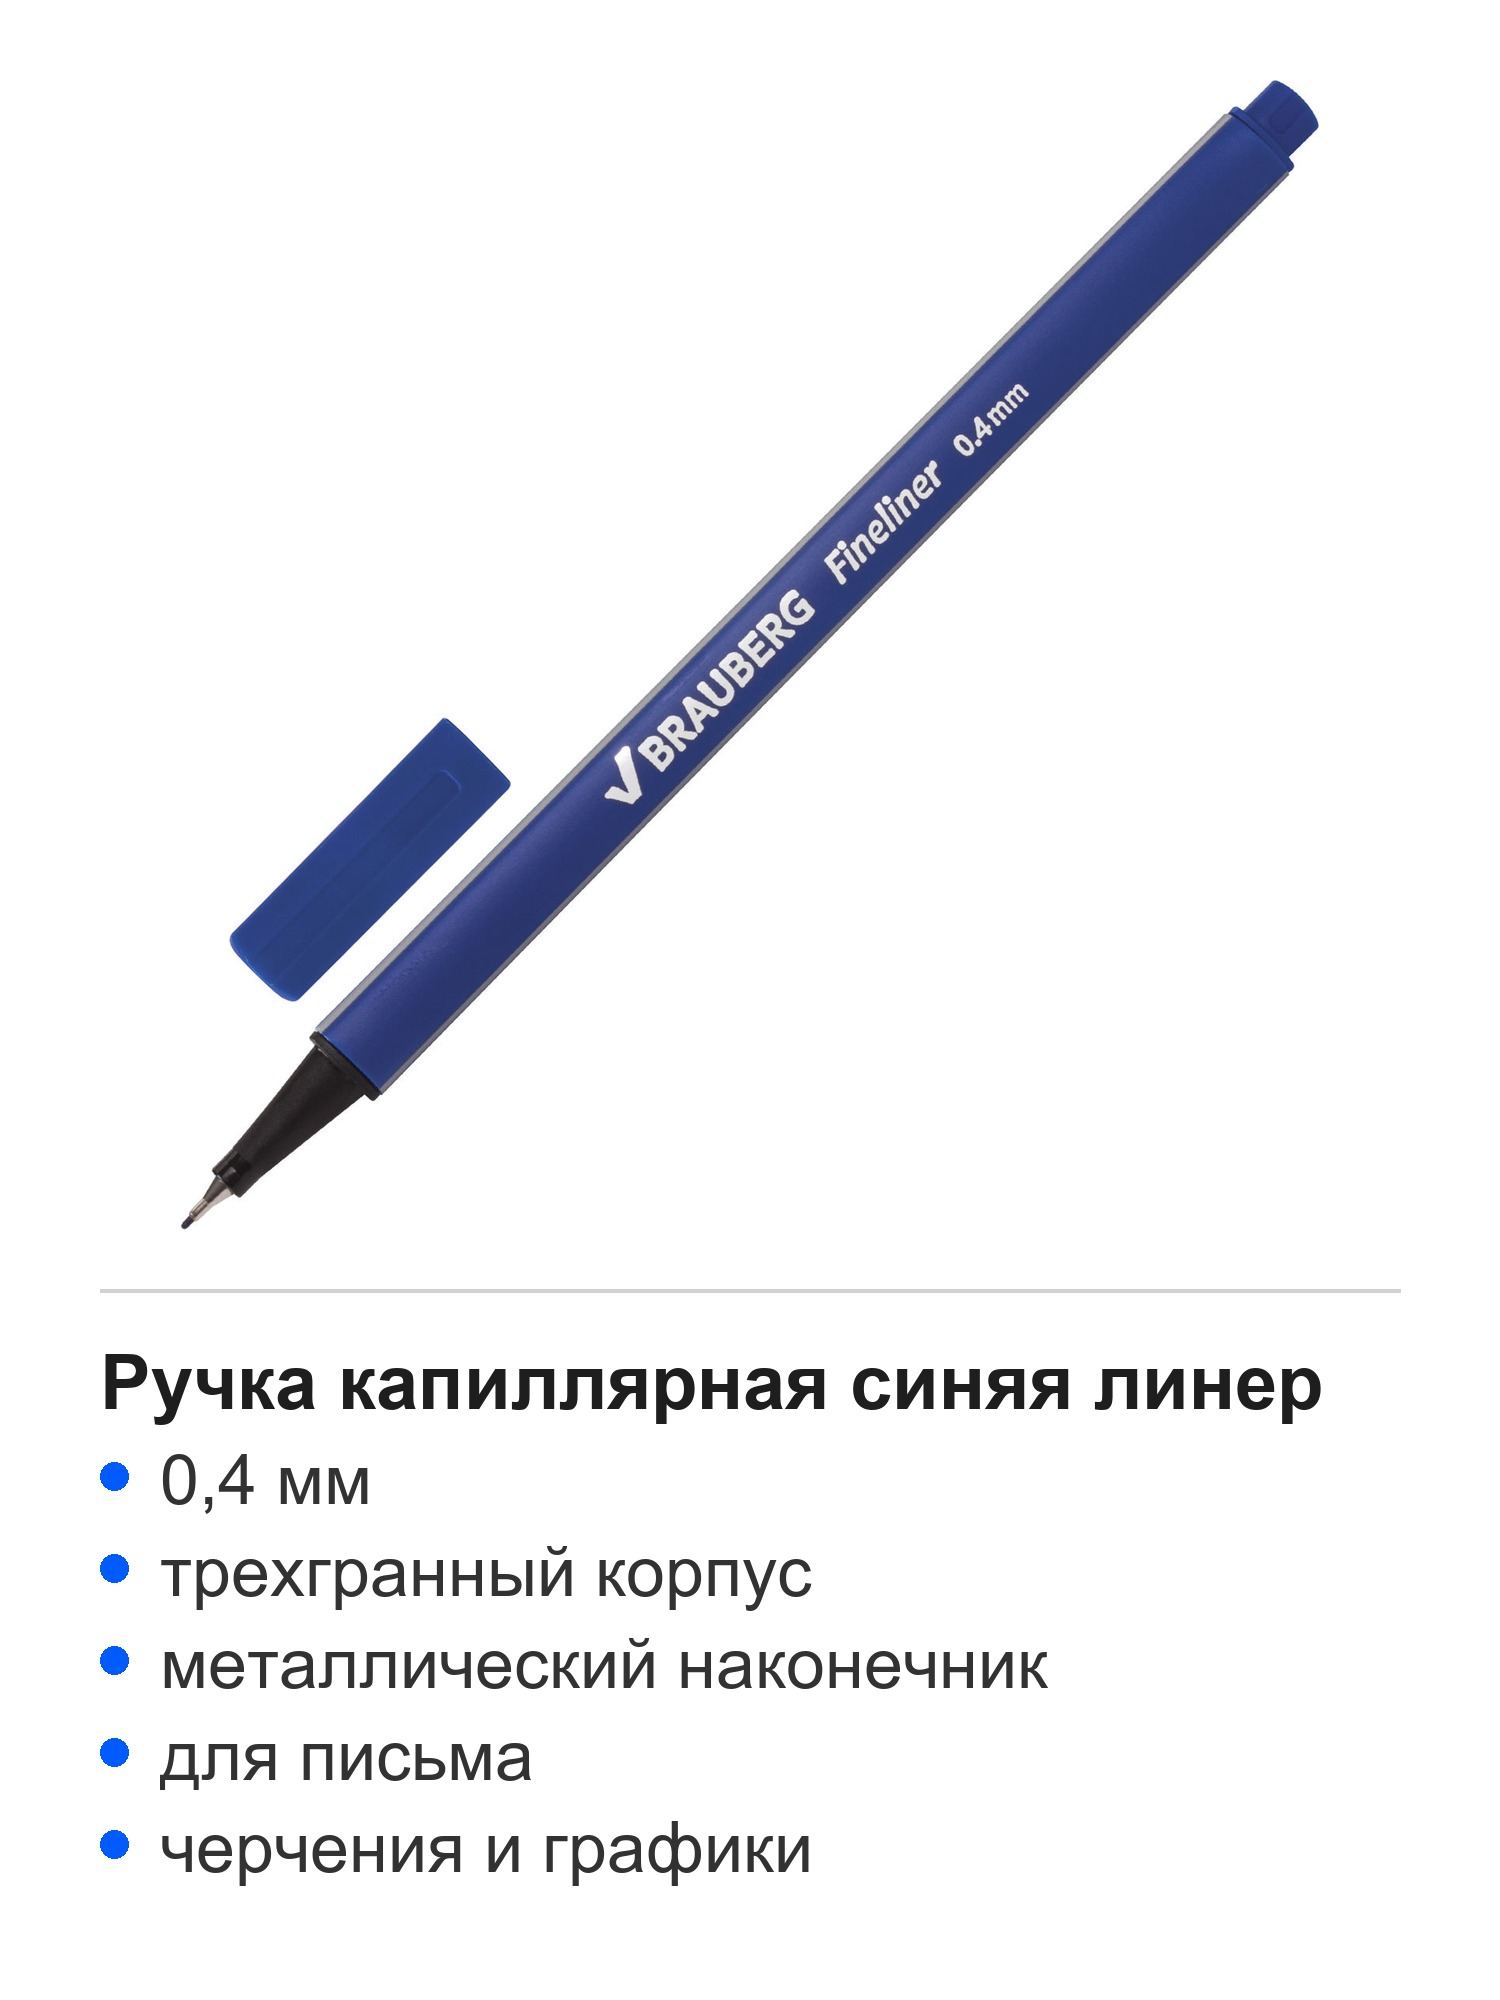 BRAUBERG Fineliner 0.4mm
Ручка капиллярная синяя линер
0,4 мм
трехгранный корпус
металлический наконечник
для письма
черчения и графики